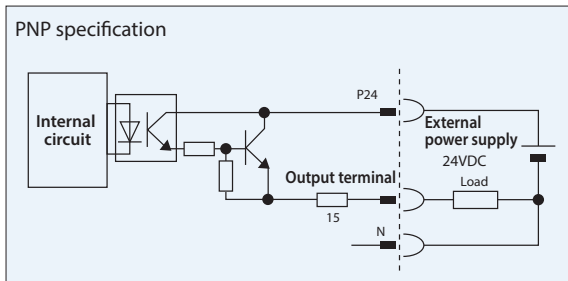 PNP specification
P24
Internal
circuit
External
power supply
24VDC
Output terminal
Load
15
N